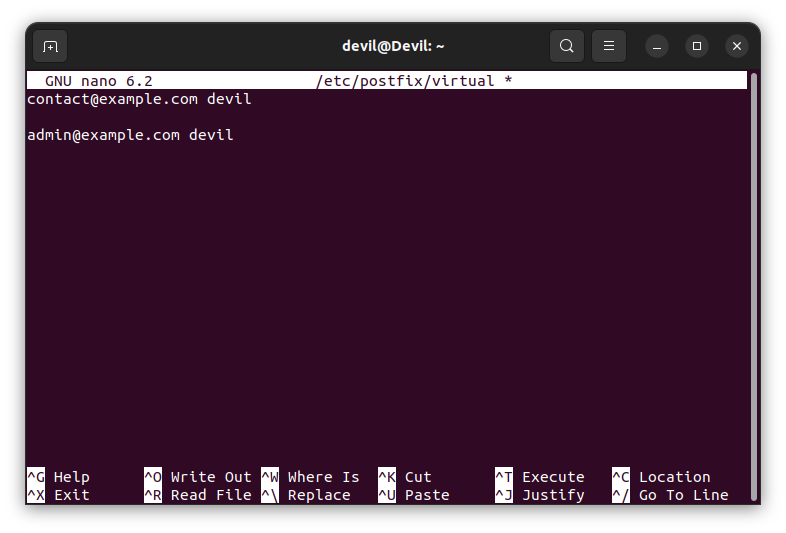 devil@Devil: ~
GNU nano 6.2 /etc/postfix/virtual *
contact@example.com devil
admin@example.com devil
^G Help ^O Write Out ^W Where Is ^K Cut ^T Execute ^C Location
^X Exit ^R Read File ^\ Replace ^U Paste ^J Justify ^/ Go To Line